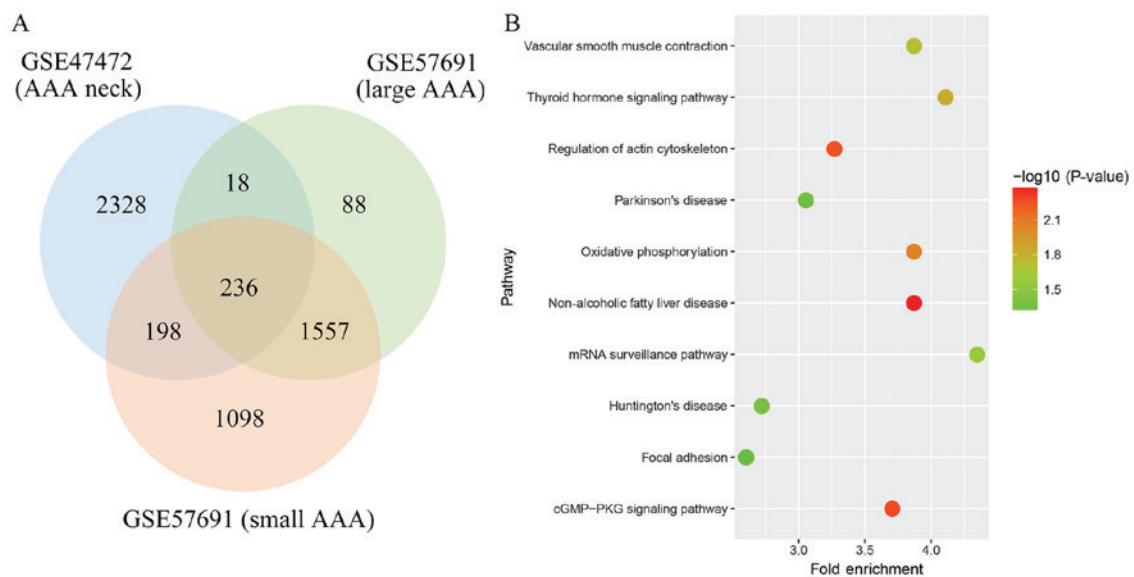 A
GSE47472
(AAA neck)
GSE57691
(large AAA)
2328
18
88
236
198
1557
1098
GSE57691 (small AAA)
B
Pathway
Vascular smooth muscle contraction
Thyroid hormone signaling pathway
Regulation of actin cytoskeleton
Parkinson's disease
Oxidative phosphorylation
Non-alcoholic fatty liver disease
mRNA surveillance pathway
Huntington's disease
Focal adhesion
cGMP−PKG signaling pathway
3.0 3.5 4.0
Fold enrichment
−log10 (P-value)
2.1
1.8
1.5